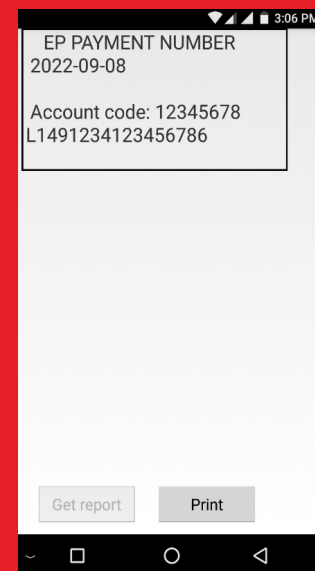 3:06 PM
EP PAYMENT NUMBER
2022-09-08
Account code: 12345678
L1491234123456786
Get report
Print